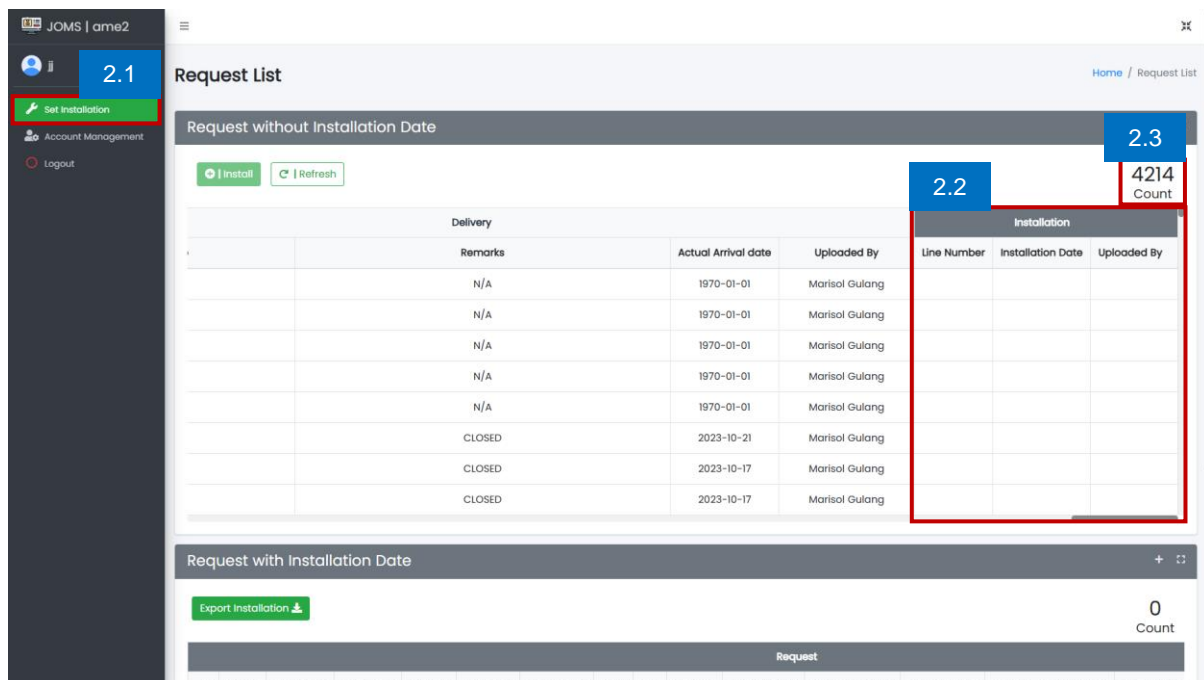 JOMS | ame2
jj
2.1
Set Installation
Account Management
Logout
Request List
Home / Request List
Request without Installation Date
2.3
| Install
| Refresh
2.2
4214
Count
Delivery
Installation
Remarks Actual Arrival date Uploaded By Line Number Installation Date Uploaded By
N/A 1970-01-01 Marisol Gulang
N/A 1970-01-01 Marisol Gulang
N/A 1970-01-01 Marisol Gulang
N/A 1970-01-01 Marisol Gulang
N/A 1970-01-01 Marisol Gulang
CLOSED 2023-10-21 Marisol Gulang
CLOSED 2023-10-17 Marisol Gulang
CLOSED 2023-10-17 Marisol Gulang
Request with Installation Date
Export Installation
0
Count
Request